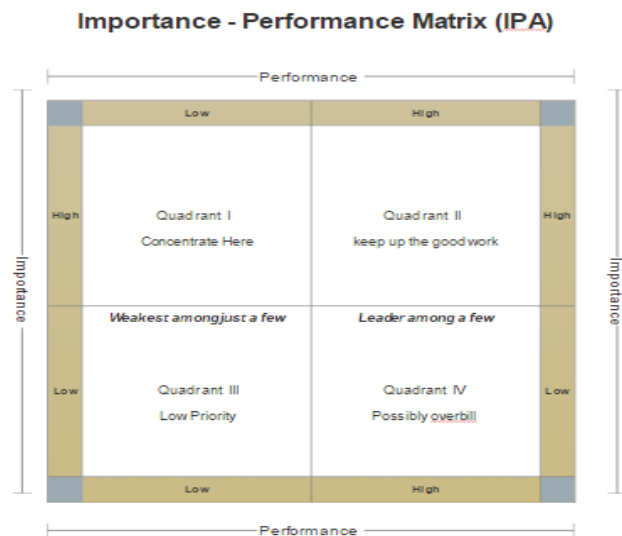 Importance - Performance Matrix (IPA)
Performance
Low High
High Quadrant I Quadrant II High
Concentrate Here keep up the good work
Impotance Importance
Weakest amongjust a few Leader among a few
Low Quadrant III Quadrant IV Low
Low Priority Possibly overbill
Low High
Performance